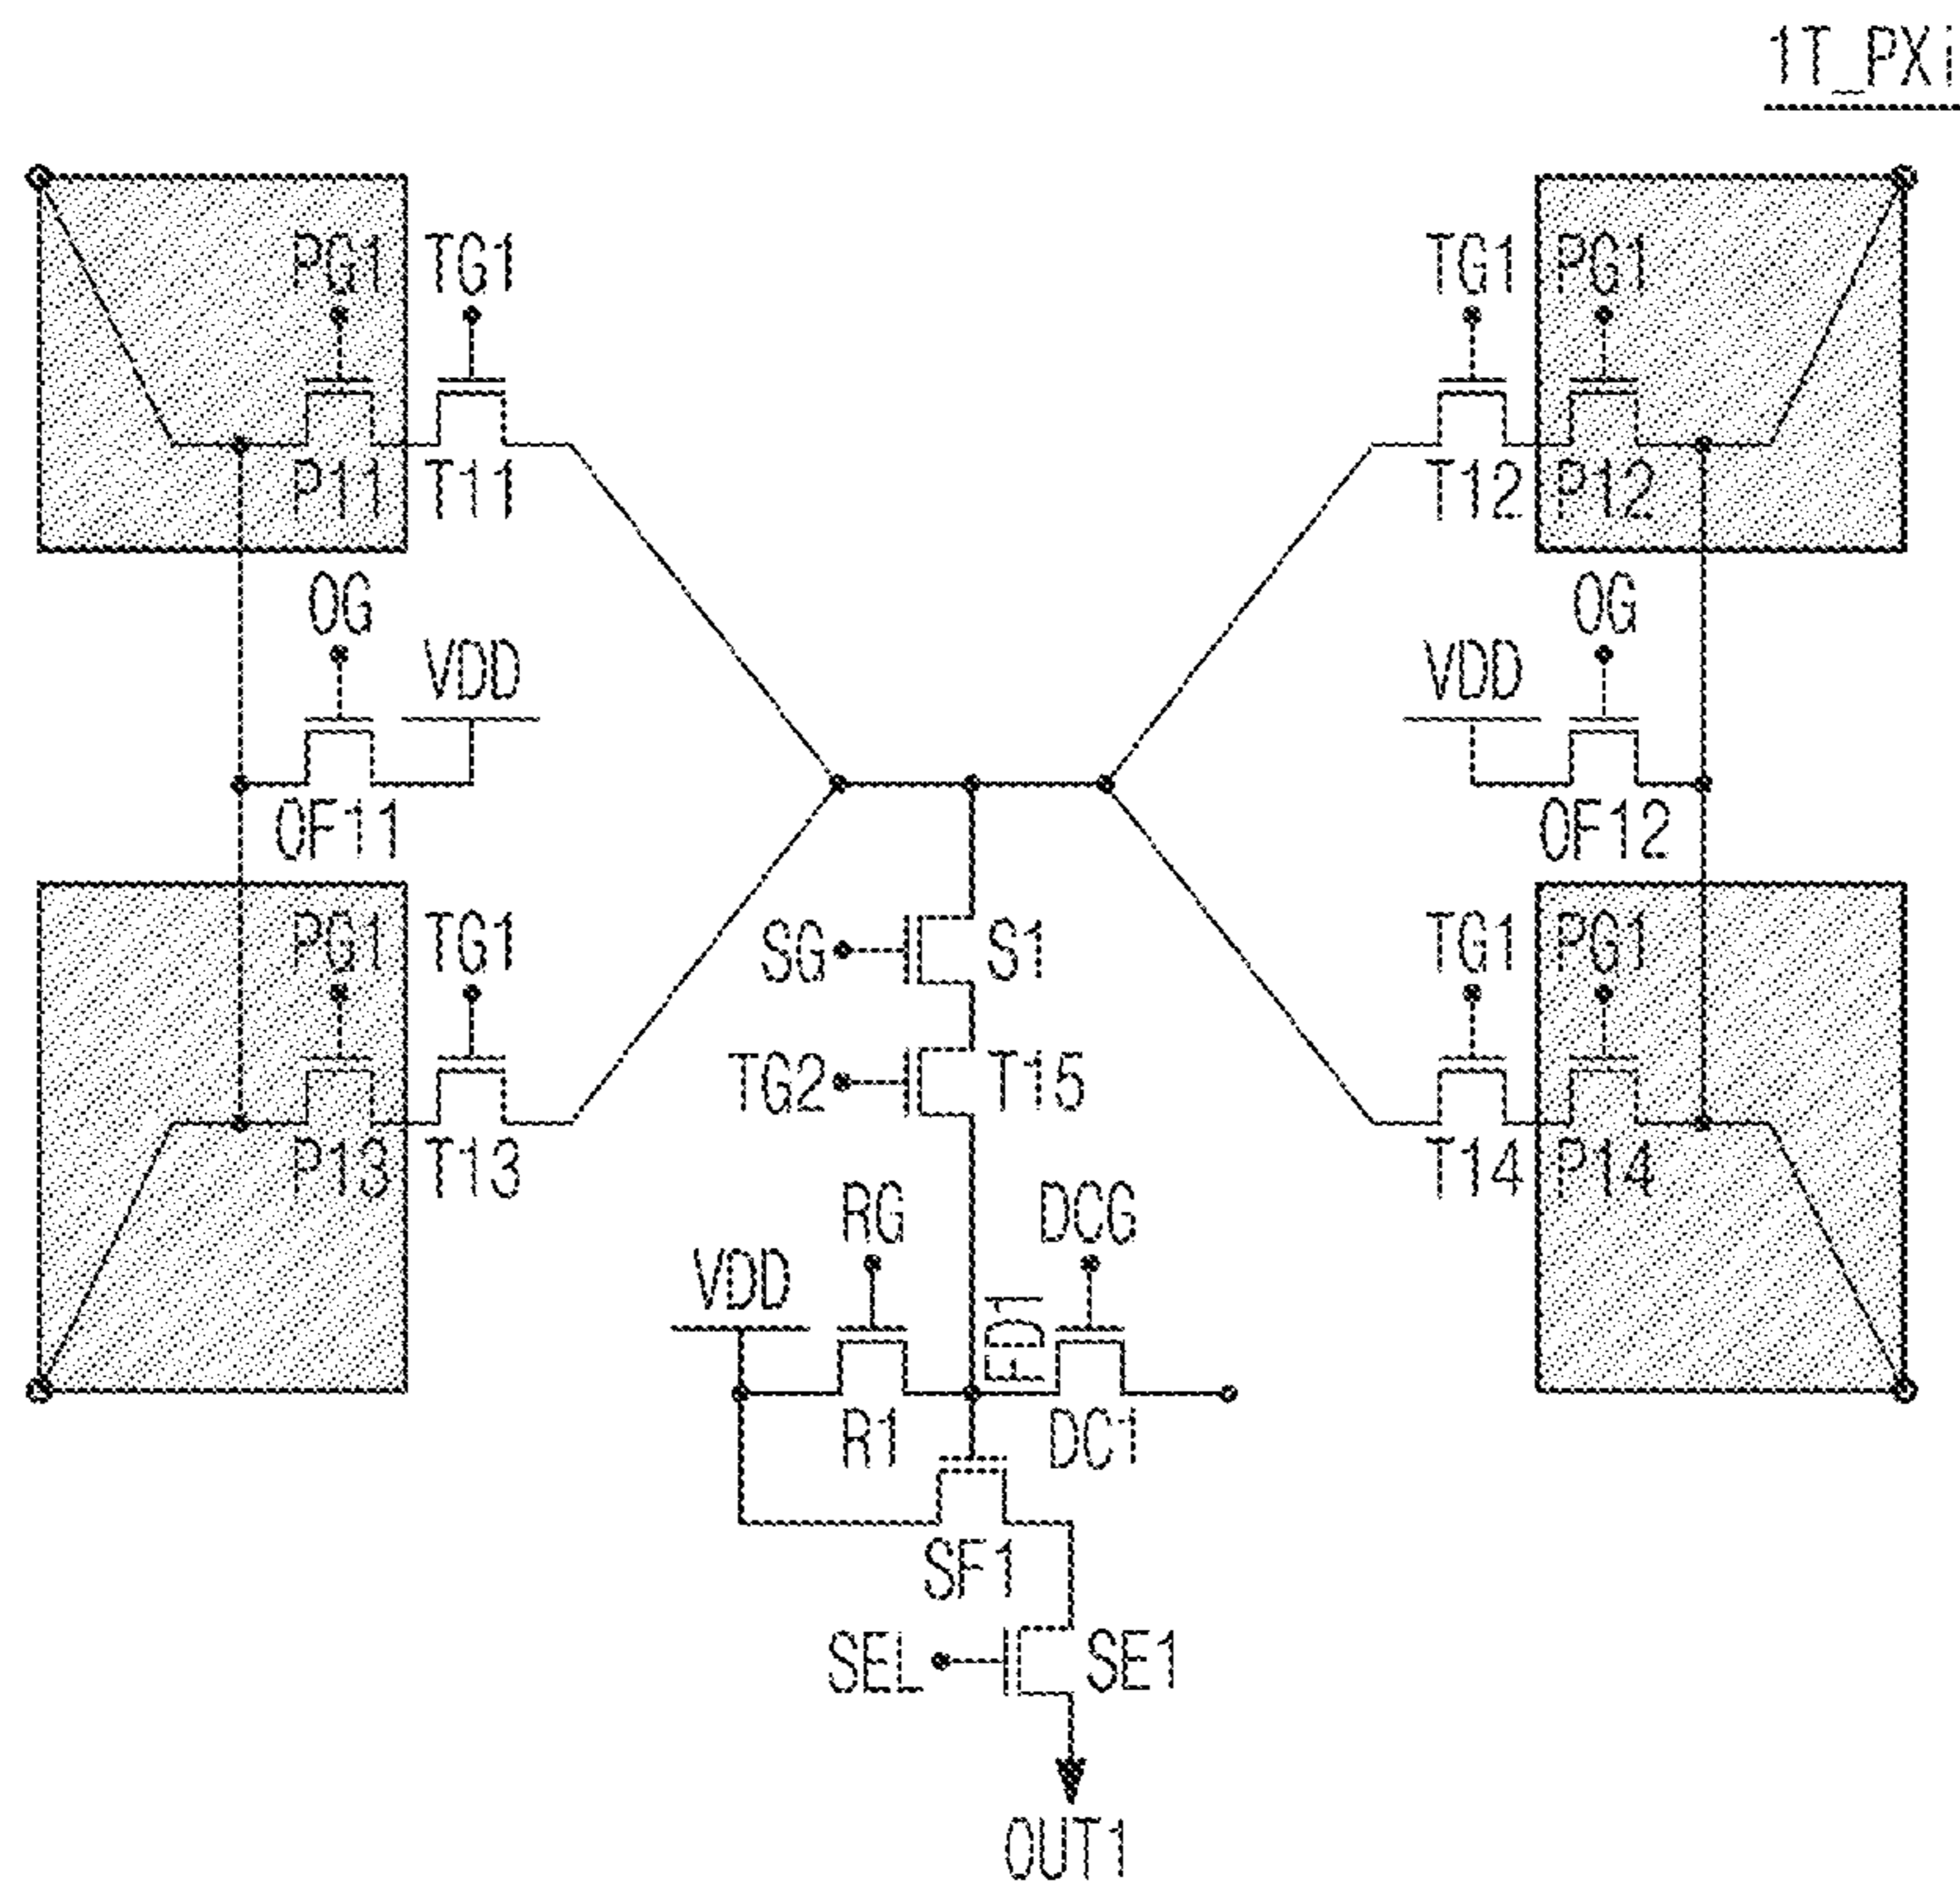 1T_PXi
PG1 TG1 TG1 PG1
P11 T11 T12 P12
OG OG
VDD VDD
OF11 OF12
PG1 TG1 SG S1 TG1 PG1
TG2 T15
P13 T13 T14 P14
RG DCG
VDD FD1
R1 DC1
SF1
SEL SE1
OUT1